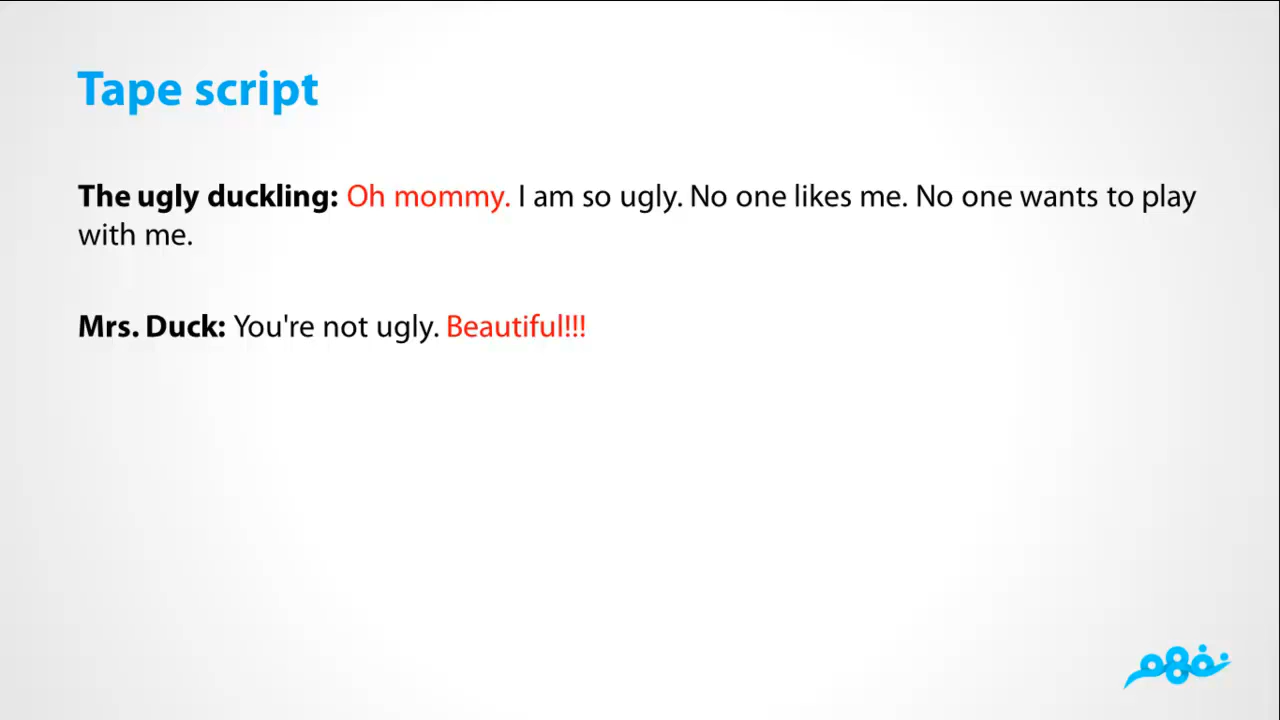 Tape script
The ugly duckling: Oh mommy. I am so ugly. No one likes me. No one wants to play
with me.
Mrs. Duck: You're not ugly. Beautiful!!!
نفهم